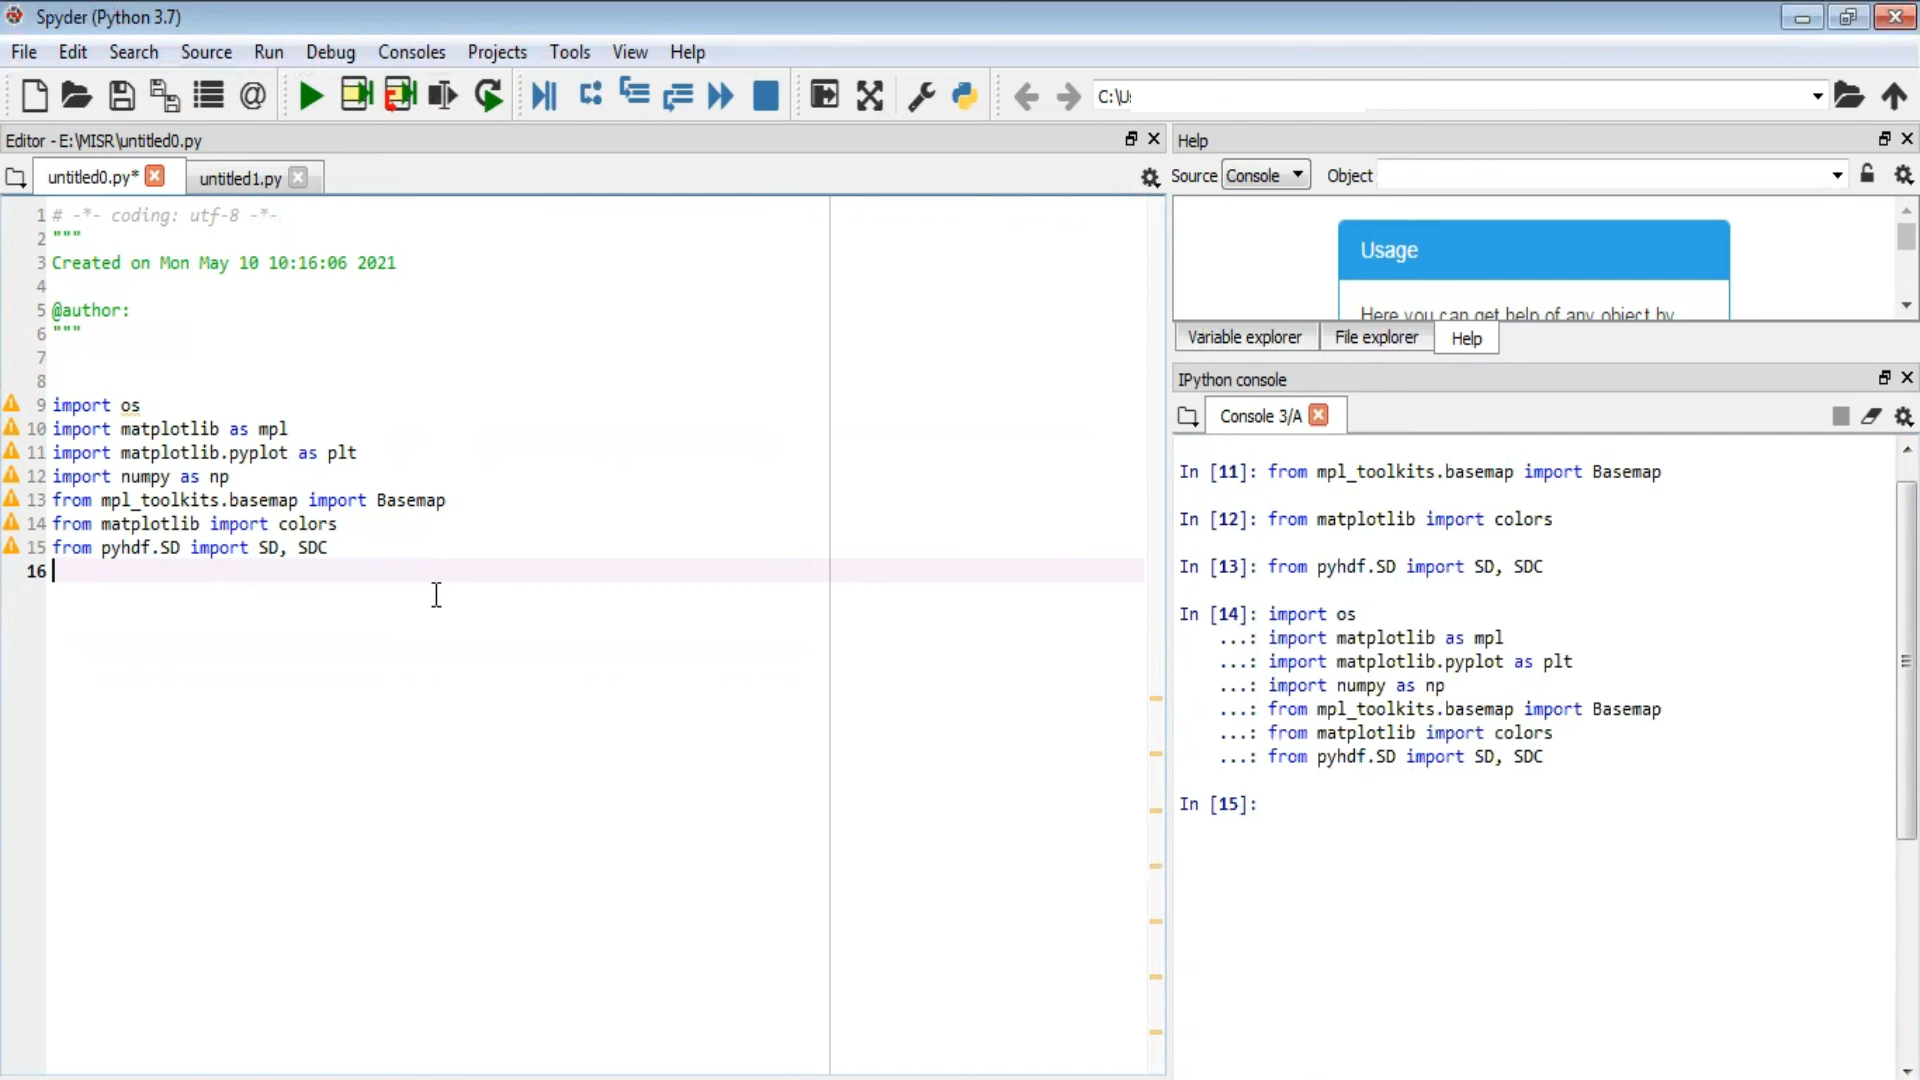 Spyder (Python 3.7)
File Edit Search Source Run Debug Consoles Projects Tools View Help
C:\U
Editor - E:\MISR\untitled0.py
untitled0.py* untitled1.py
1 # -*- coding: utf-8 -*-
2 """
3 Created on Mon May 10 10:16:06 2021
4
5 @author:
6 """
7
8
9 import os
10 import matplotlib as mpl
11 import matplotlib.pyplot as plt
12 import numpy as np
13 from mpl_toolkits.basemap import Basemap
14 from matplotlib import colors
15 from pyhdf.SD import SD, SDC
16
Help
Source Console Object
Usage
Here you can get help of any object by
Variable explorer File explorer Help
IPython console
Console 3/A
In [11]: from mpl_toolkits.basemap import Basemap
In [12]: from matplotlib import colors
In [13]: from pyhdf.SD import SD, SDC
In [14]: import os
...: import matplotlib as mpl
...: import matplotlib.pyplot as plt
...: import numpy as np
...: from mpl_toolkits.basemap import Basemap
...: from matplotlib import colors
...: from pyhdf.SD import SD, SDC
In [15]: